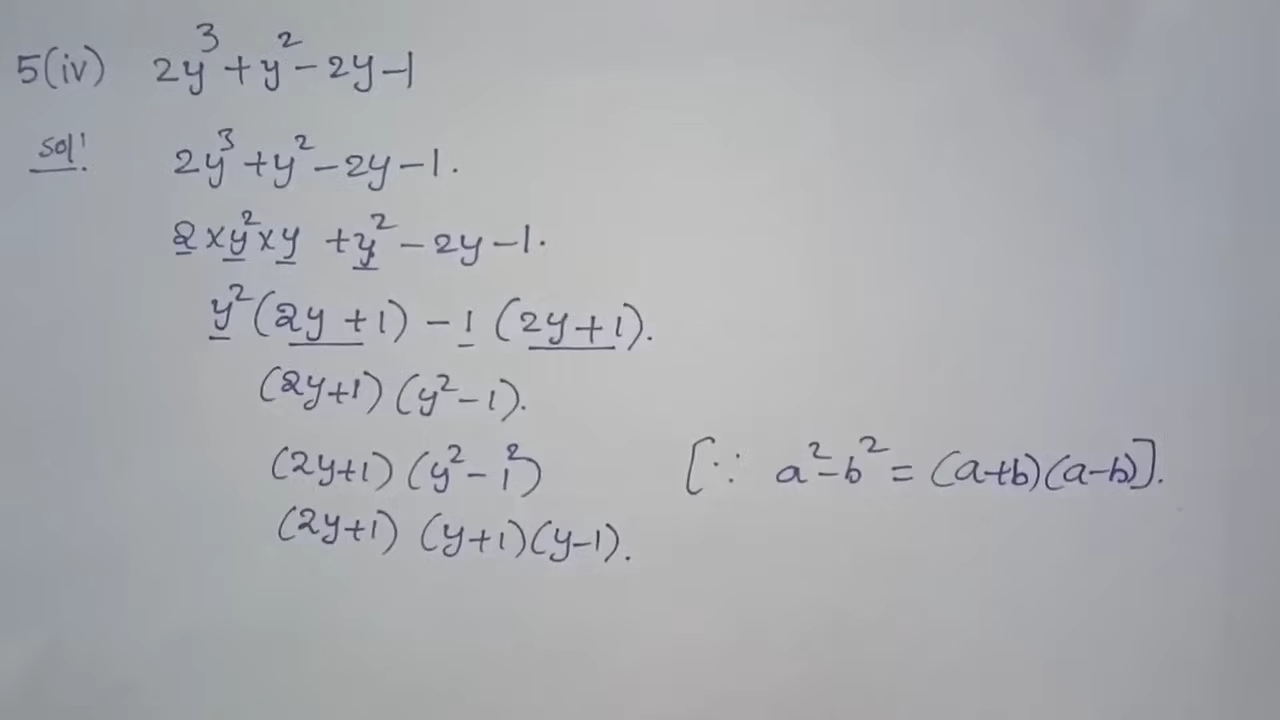 5(iv) 2y³ + y² - 2y - 1
Sol!. 2y³ + y² - 2y - 1.
2 × y² × y + y² - 2y - 1.
y² (2y + 1) - 1 (2y + 1).
(2y+1) (y² - 1).
(2y+1) (y² - 1²) [∵ a² - b² = (a+b)(a-b)].
(2y+1) (y+1)(y-1).